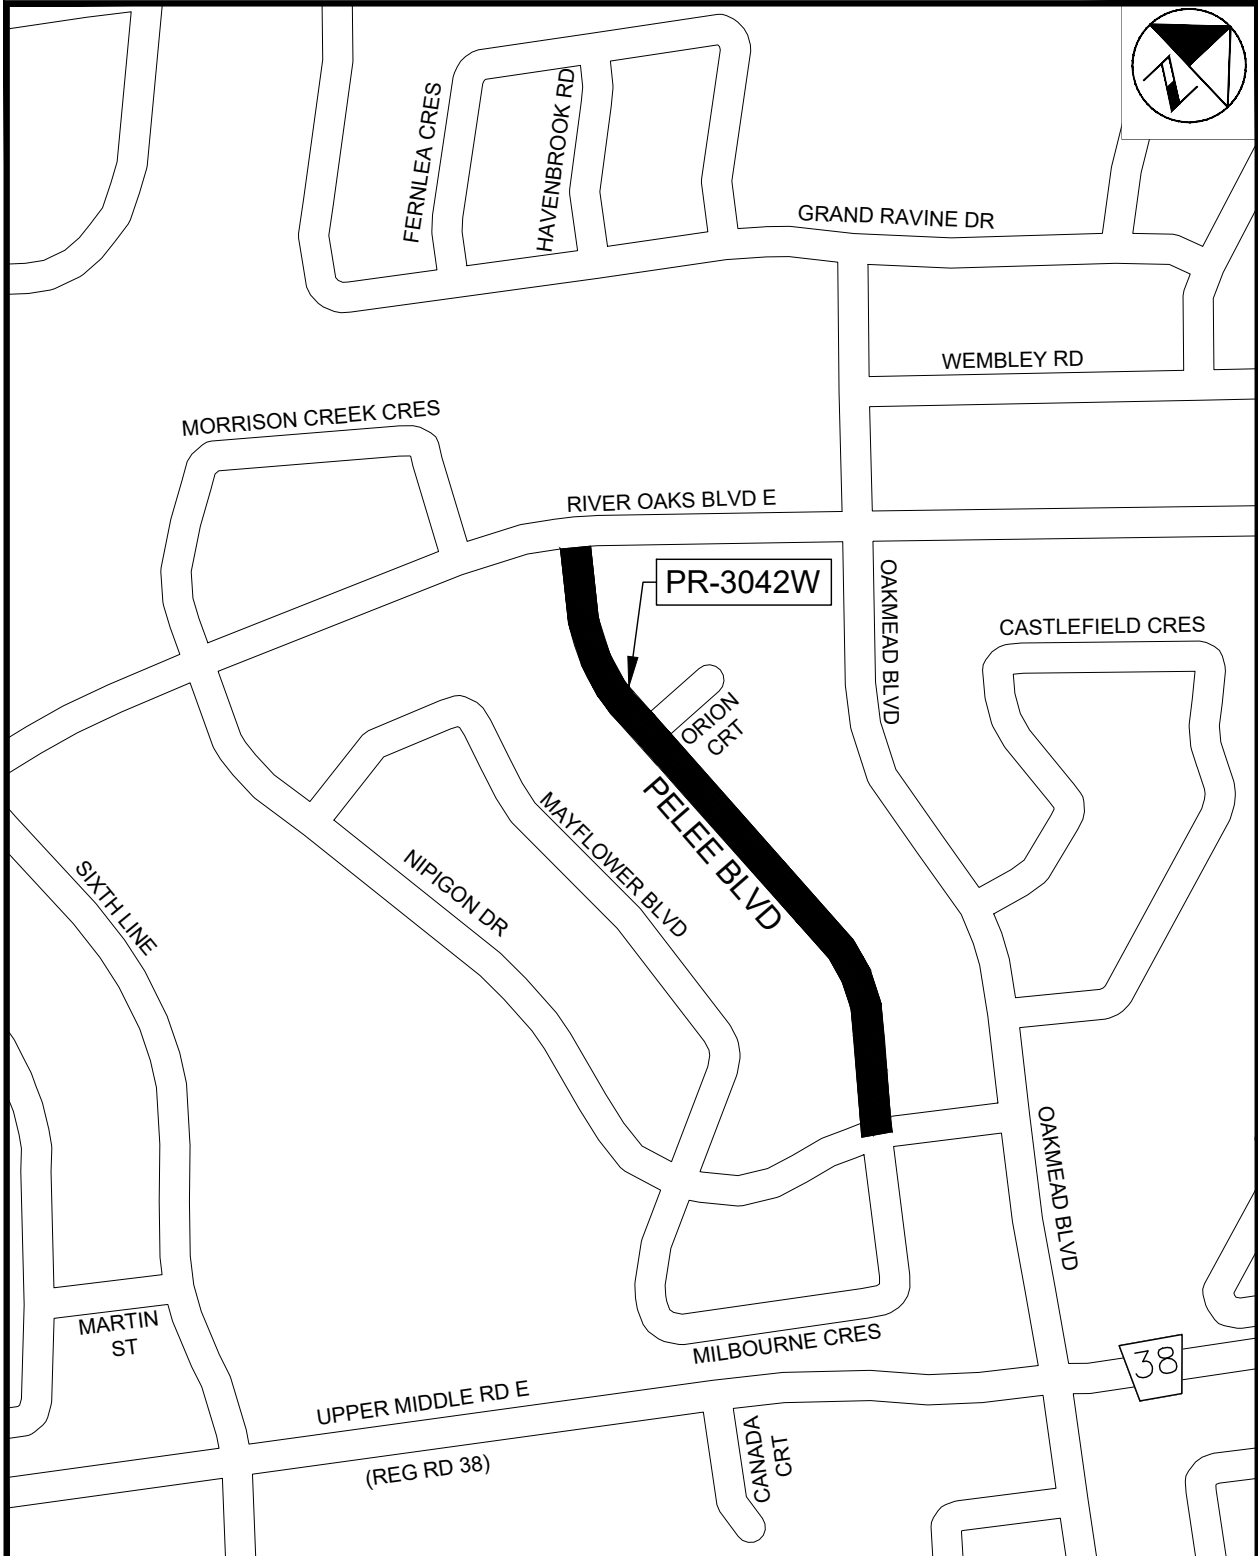 FERNLEA CRES
HAVENBROOK RD
GRAND RAVINE DR
WEMBLEY RD
MORRISON CREEK CRES
RIVER OAKS BLVD E
PR-3042W
OAKMEAD BLVD
CASTLEFIELD CRES
ORION
CRT
PELEE BLVD
MAYFLOWER BLVD
NIPIGON DR
SIXTH LINE
OAKMEAD BLVD
MARTIN
ST
MILBOURNE CRES
38
UPPER MIDDLE RD E
(REG RD 38)
CANADA
CRT
N